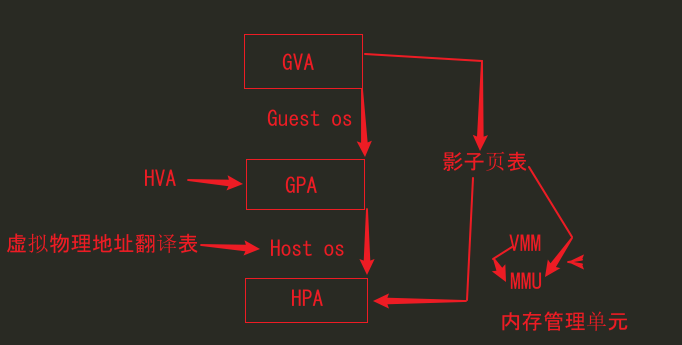 GVA
Guest os
影子页表
HVA
GPA
虚拟物理地址翻译表
Host os
VMM
MMU
HPA
内存管理单元